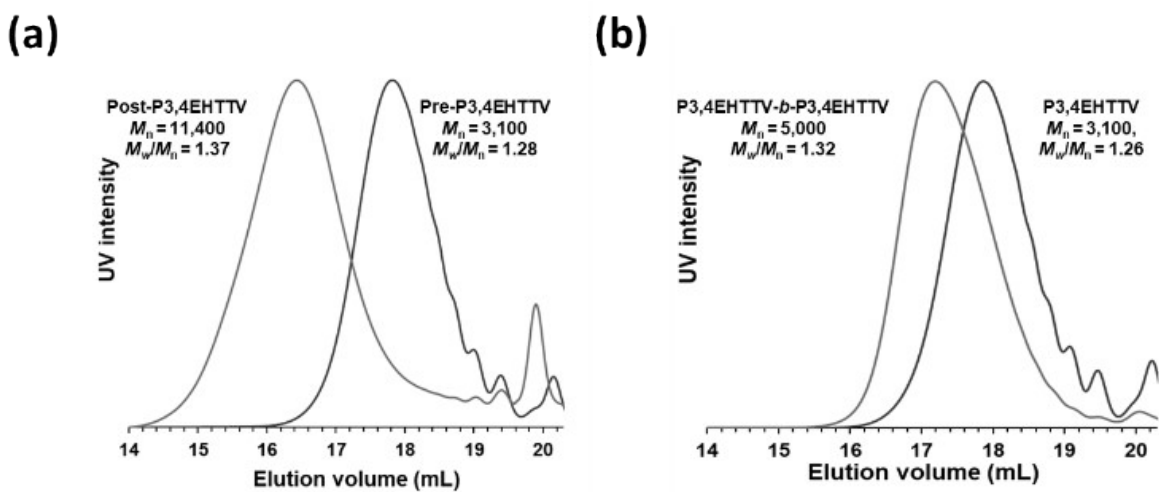 (a)
Post-P3,4EHTTV
Mn = 11,400
Mw/Mn = 1.37
Pre-P3,4EHTTV
Mn = 3,100
Mw/Mn = 1.28
UV intensity
14 15 16 17 18 19 20
Elution volume (mL)
(b)
P3,4EHTTV-b-P3,4EHTTV
Mn = 5,000
Mw/Mn = 1.32
P3,4EHTTV
Mn = 3,100,
Mw/Mn = 1.26
UV intensity
14 15 16 17 18 19 20
Elution volume (mL)